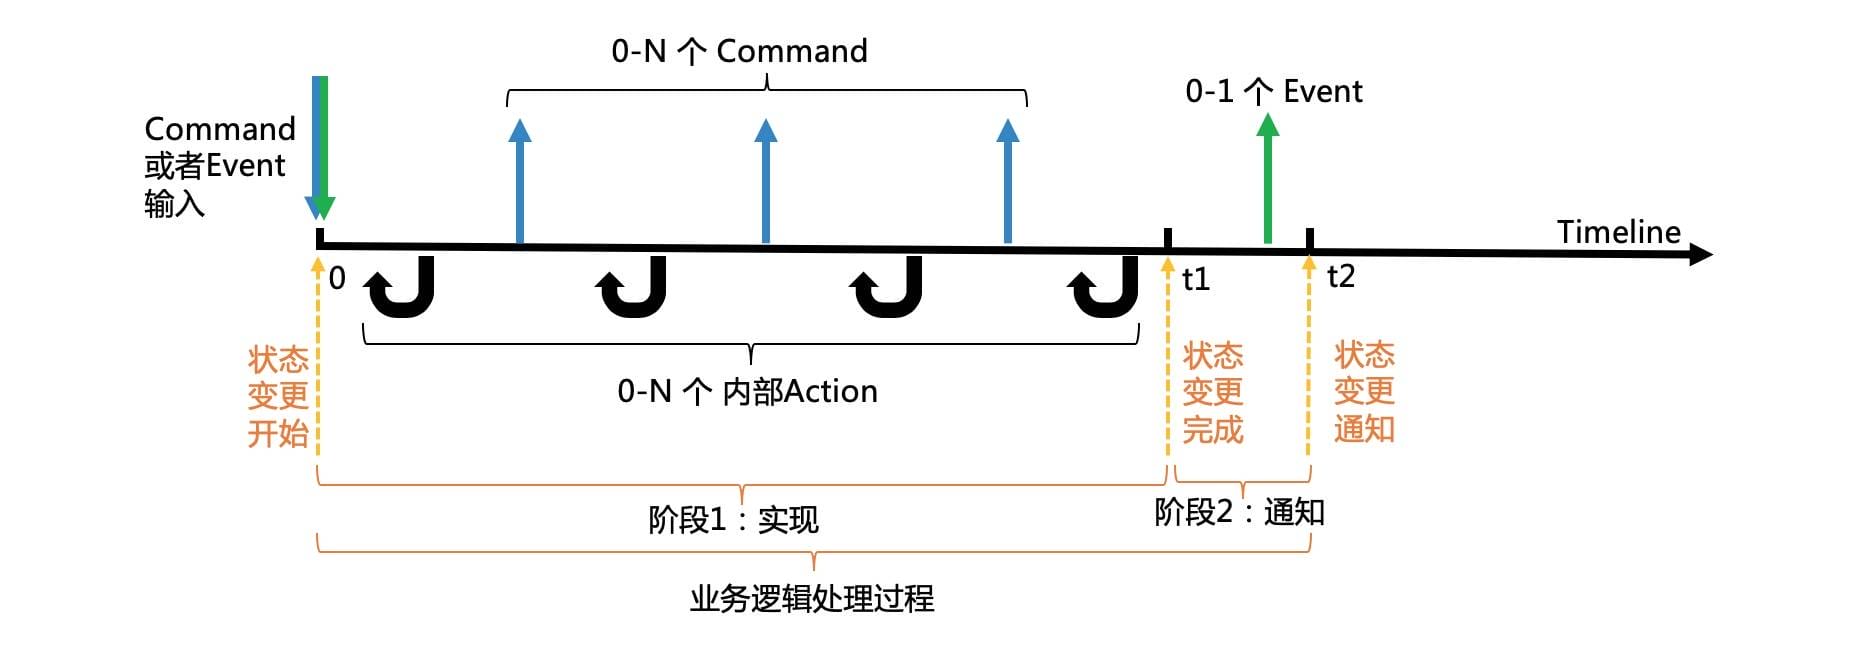 0-N 个 Command
0-1 个 Event
Command
或者Event
输入
Timeline
0
t1
t2
状态
变更
开始
0-N 个 内部Action
状态
变更
完成
状态
变更
通知
阶段1：实现
阶段2：通知
业务逻辑处理过程